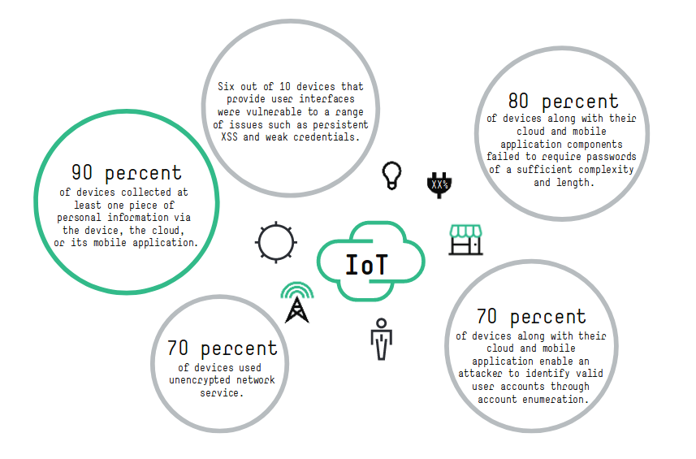 Six out of 10 devices that
provide user interfaces
were vulnerable to a range
of issues such as persistent
XSS and weak credentials.
80 percent
of devices along with their
cloud and mobile
application components
failed to require passwords
of a sufficient complexity
and length.
90 percent
of devices collected at
least one piece of
personal information via
the device, the cloud,
or its mobile application.
XX%
IoT
70 percent
of devices used
unencrypted network
service.
70 percent
of devices along with their
cloud and mobile
application enable an
attacker to identify valid
user accounts through
account enumeration.